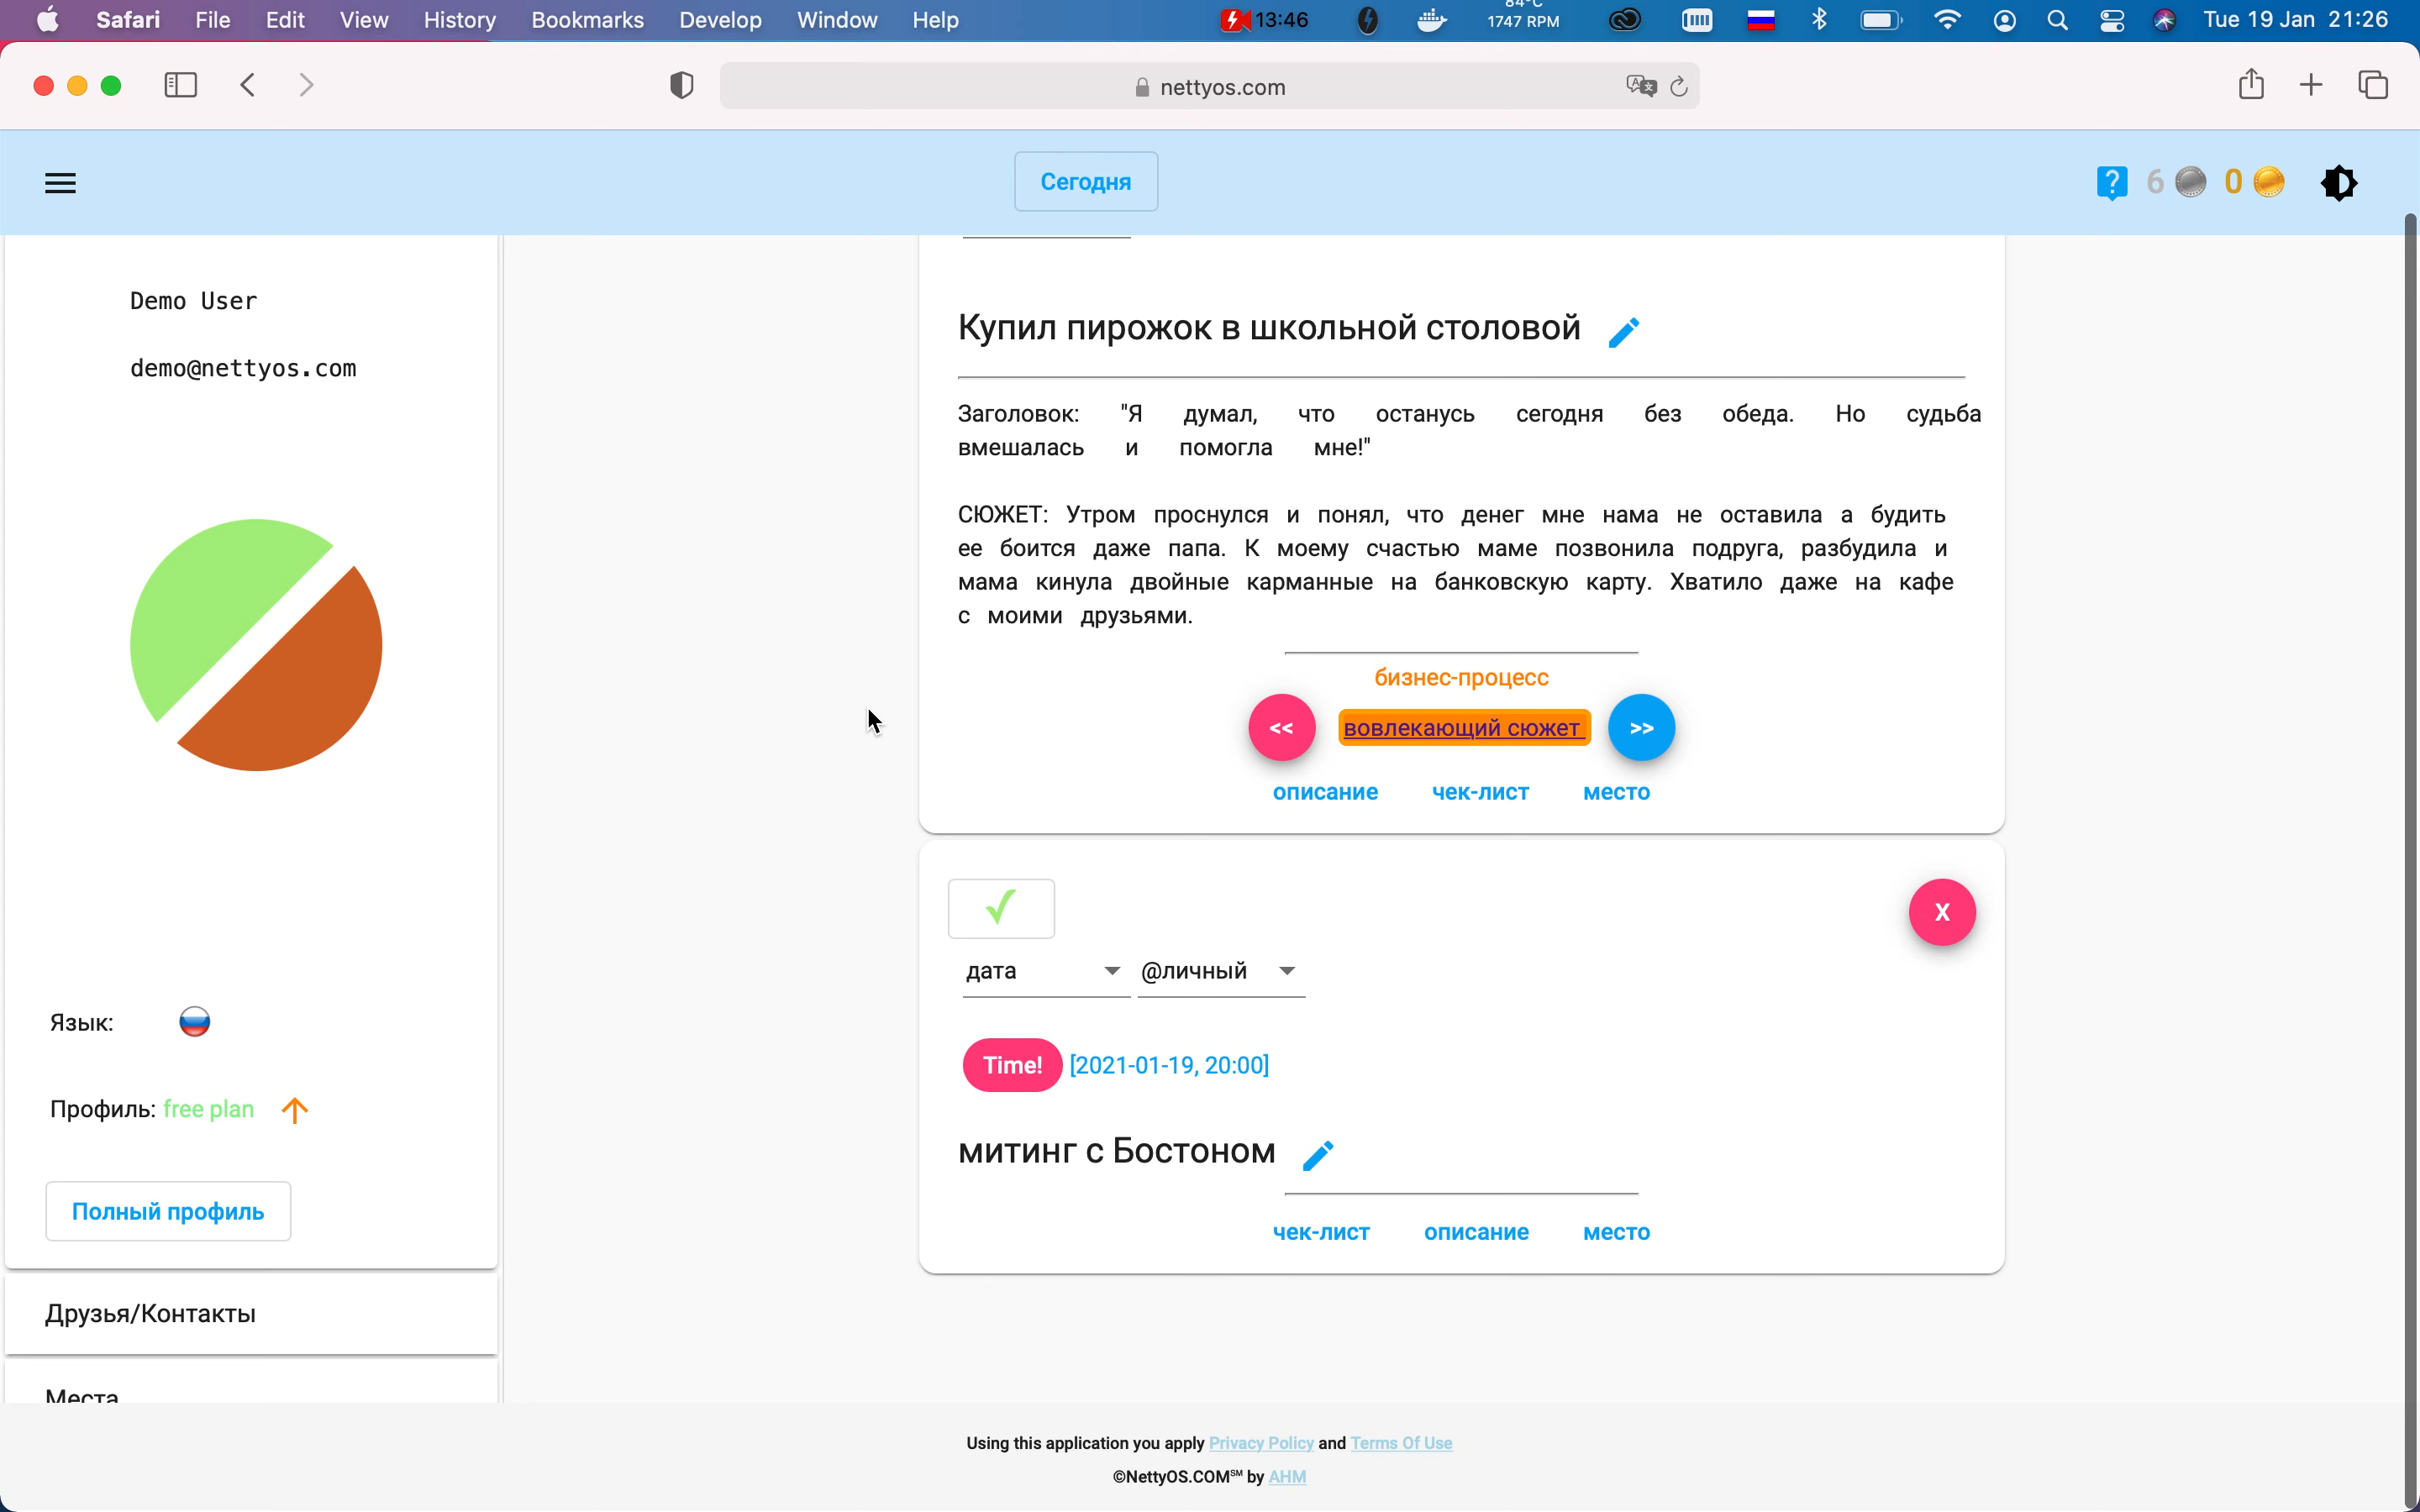 Safari File Edit View History Bookmarks Develop Window Help 13:46 84°C 1747 RPM Tue 19 Jan 21:26
nettyos.com
Сегодня 6 0
Demo User
demo@nettyos.com
Язык:
Профиль: free plan
Полный профиль
Друзья/Контакты
Места
Купил пирожок в школьной столовой
Заголовок: "Я думал, что останусь сегодня без обеда. Но судьба
вмешалась и помогла мне!"
СЮЖЕТ: Утром проснулся и понял, что денег мне нама не оставила а будить
ее боится даже папа. К моему счастью маме позвонила подруга, разбудила и
мама кинула двойные карманные на банковскую карту. Хватило даже на кафе
с моими друзьями.
бизнес-процесс
<< вовлекающий сюжет >>
описание чек-лист место
X
дата @личный
Time! [2021-01-19, 20:00]
митинг с Бостоном
чек-лист описание место
Using this application you apply Privacy Policy and Terms Of Use
©NettyOS.COM℠ by AHM